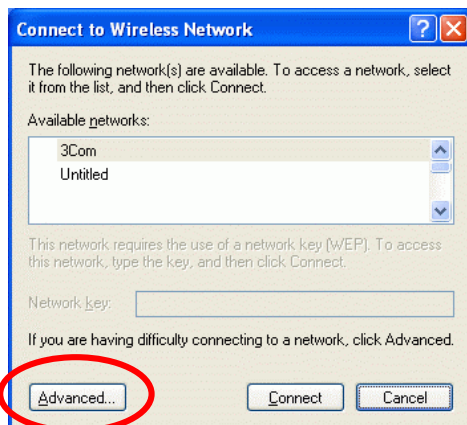 Connect to Wireless Network
The following network(s) are available. To access a network, select
it from the list, and then click Connect.
Available networks:
3Com
Untitled
This network requires the use of a network key (WEP). To access
this network, type the key, and then click Connect.
Network key:
If you are having difficulty connecting to a network, click Advanced.
Advanced... Connect Cancel